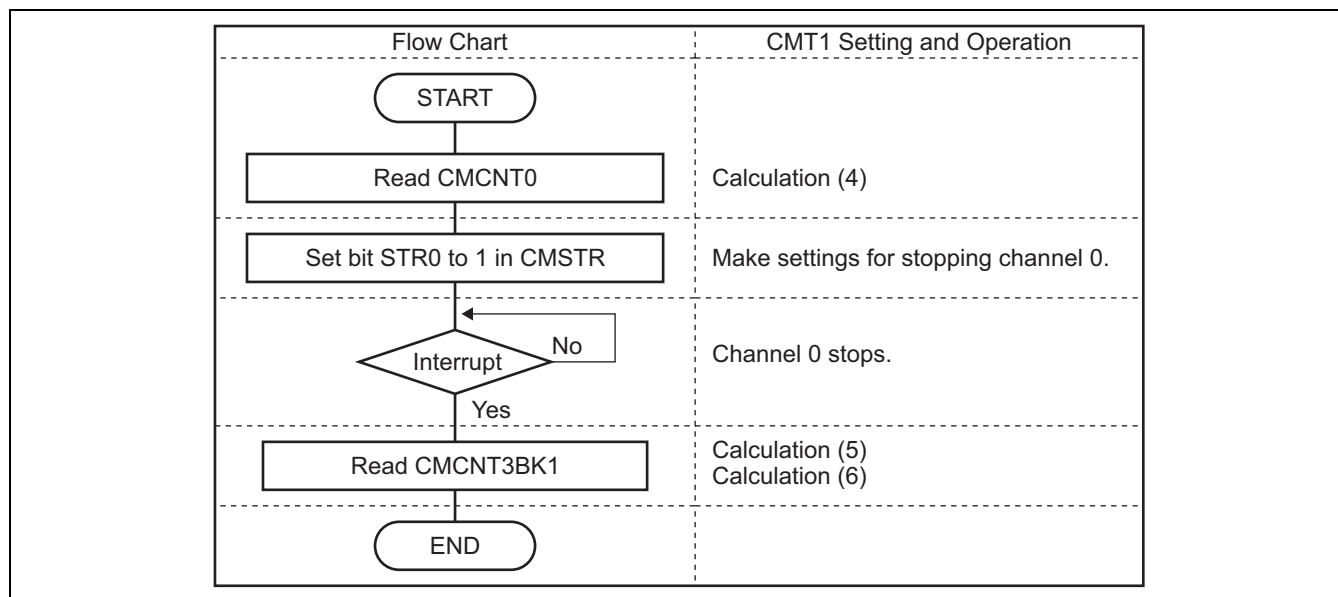 Flow Chart
CMT1 Setting and Operation
START
Read CMCNT0
Calculation (4)
Set bit STR0 to 1 in CMSTR
Make settings for stopping channel 0.
Interrupt
No
Channel 0 stops.
Yes
Read CMCNT3BK1
Calculation (5)
Calculation (6)
END